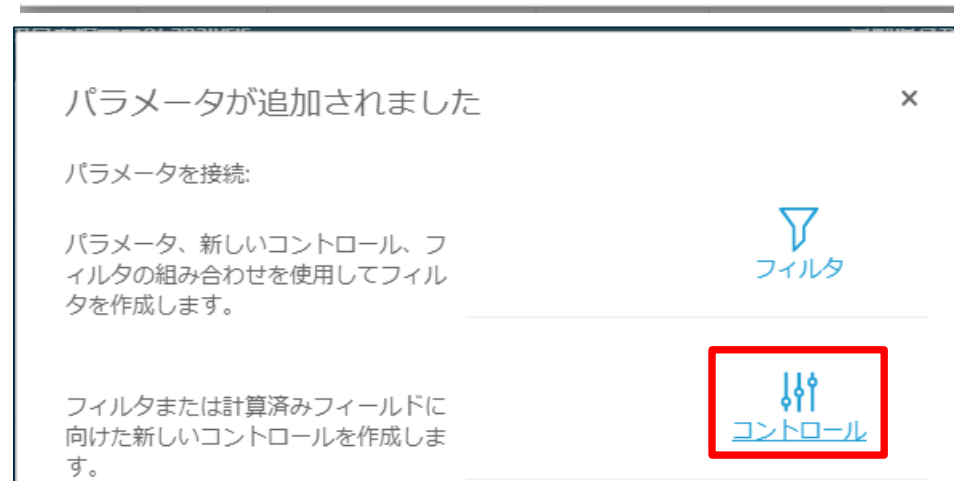 パラメータが追加されました ×
パラメータを接続:
パラメータ、新しいコントロール、フ
ィルタの組み合わせを使用してフィル
タを作成します。
フィルタ
フィルタまたは計算済みフィールドに
向けた新しいコントロールを作成しま
す。
コントロール